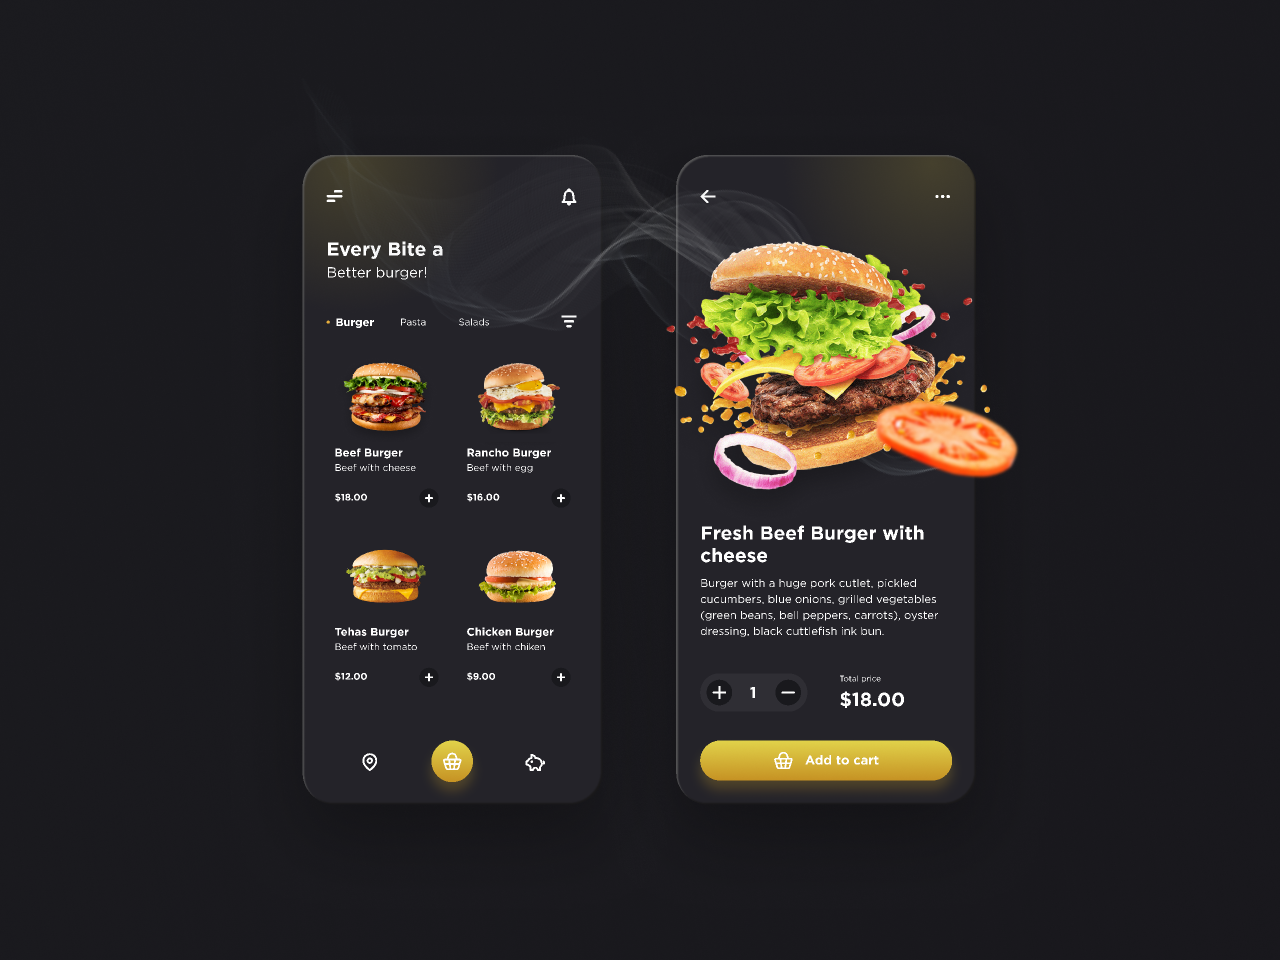 Every Bite a
Better burger!
Burger Pasta Salads
Beef Burger
Beef with cheese
$18.00
Rancho Burger
Beef with egg
$16.00
Tehas Burger
Beef with tomato
$12.00
Chicken Burger
Beef with chiken
$9.00
Fresh Beef Burger with
cheese
Burger with a huge pork cutlet, pickled
cucumbers, blue onions, grilled vegetables
(green beans, bell peppers, carrots), oyster
dressing, black cuttlefish ink bun.
1
Total price
$18.00
Add to cart